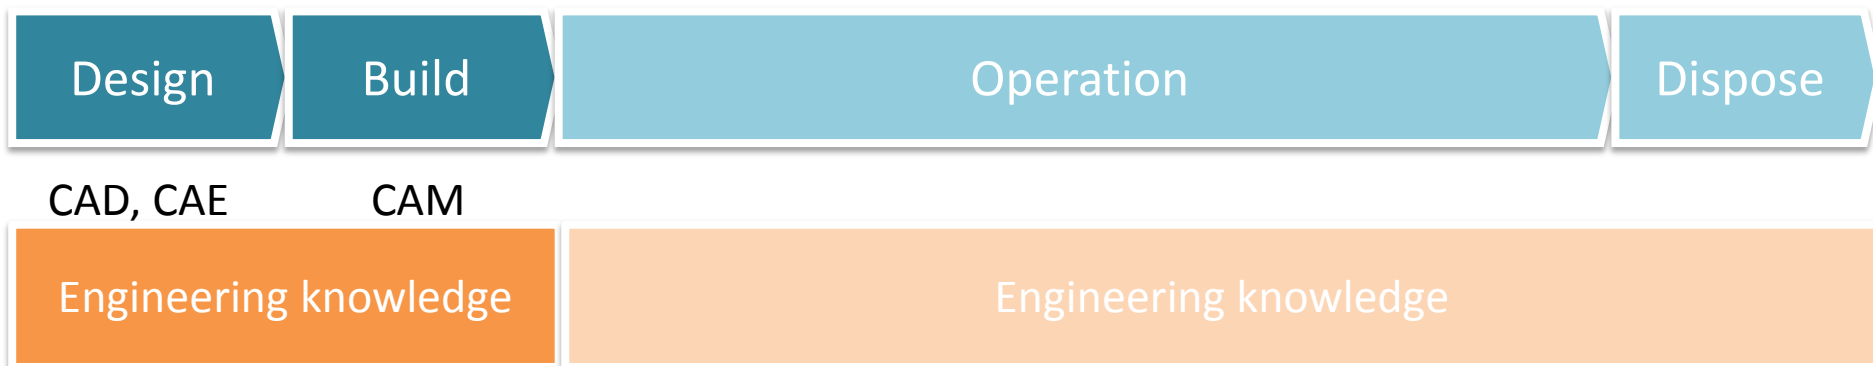 Design Build Operation Dispose
CAD, CAE CAM
Engineering knowledge Engineering knowledge